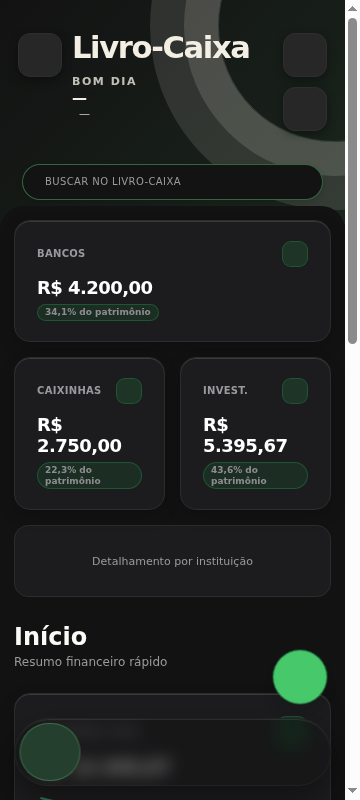 Livro-Caixa
BOM DIA
—
—
BUSCAR NO LIVRO-CAIXA
BANCOS
R$ 4.200,00
34,1% do patrimônio
CAIXINHAS
R$
2.750,00
22,3% do
patrimônio
INVEST.
R$
5.395,67
43,6% do
patrimônio
Detalhamento por instituição
Início
Resumo financeiro rápido